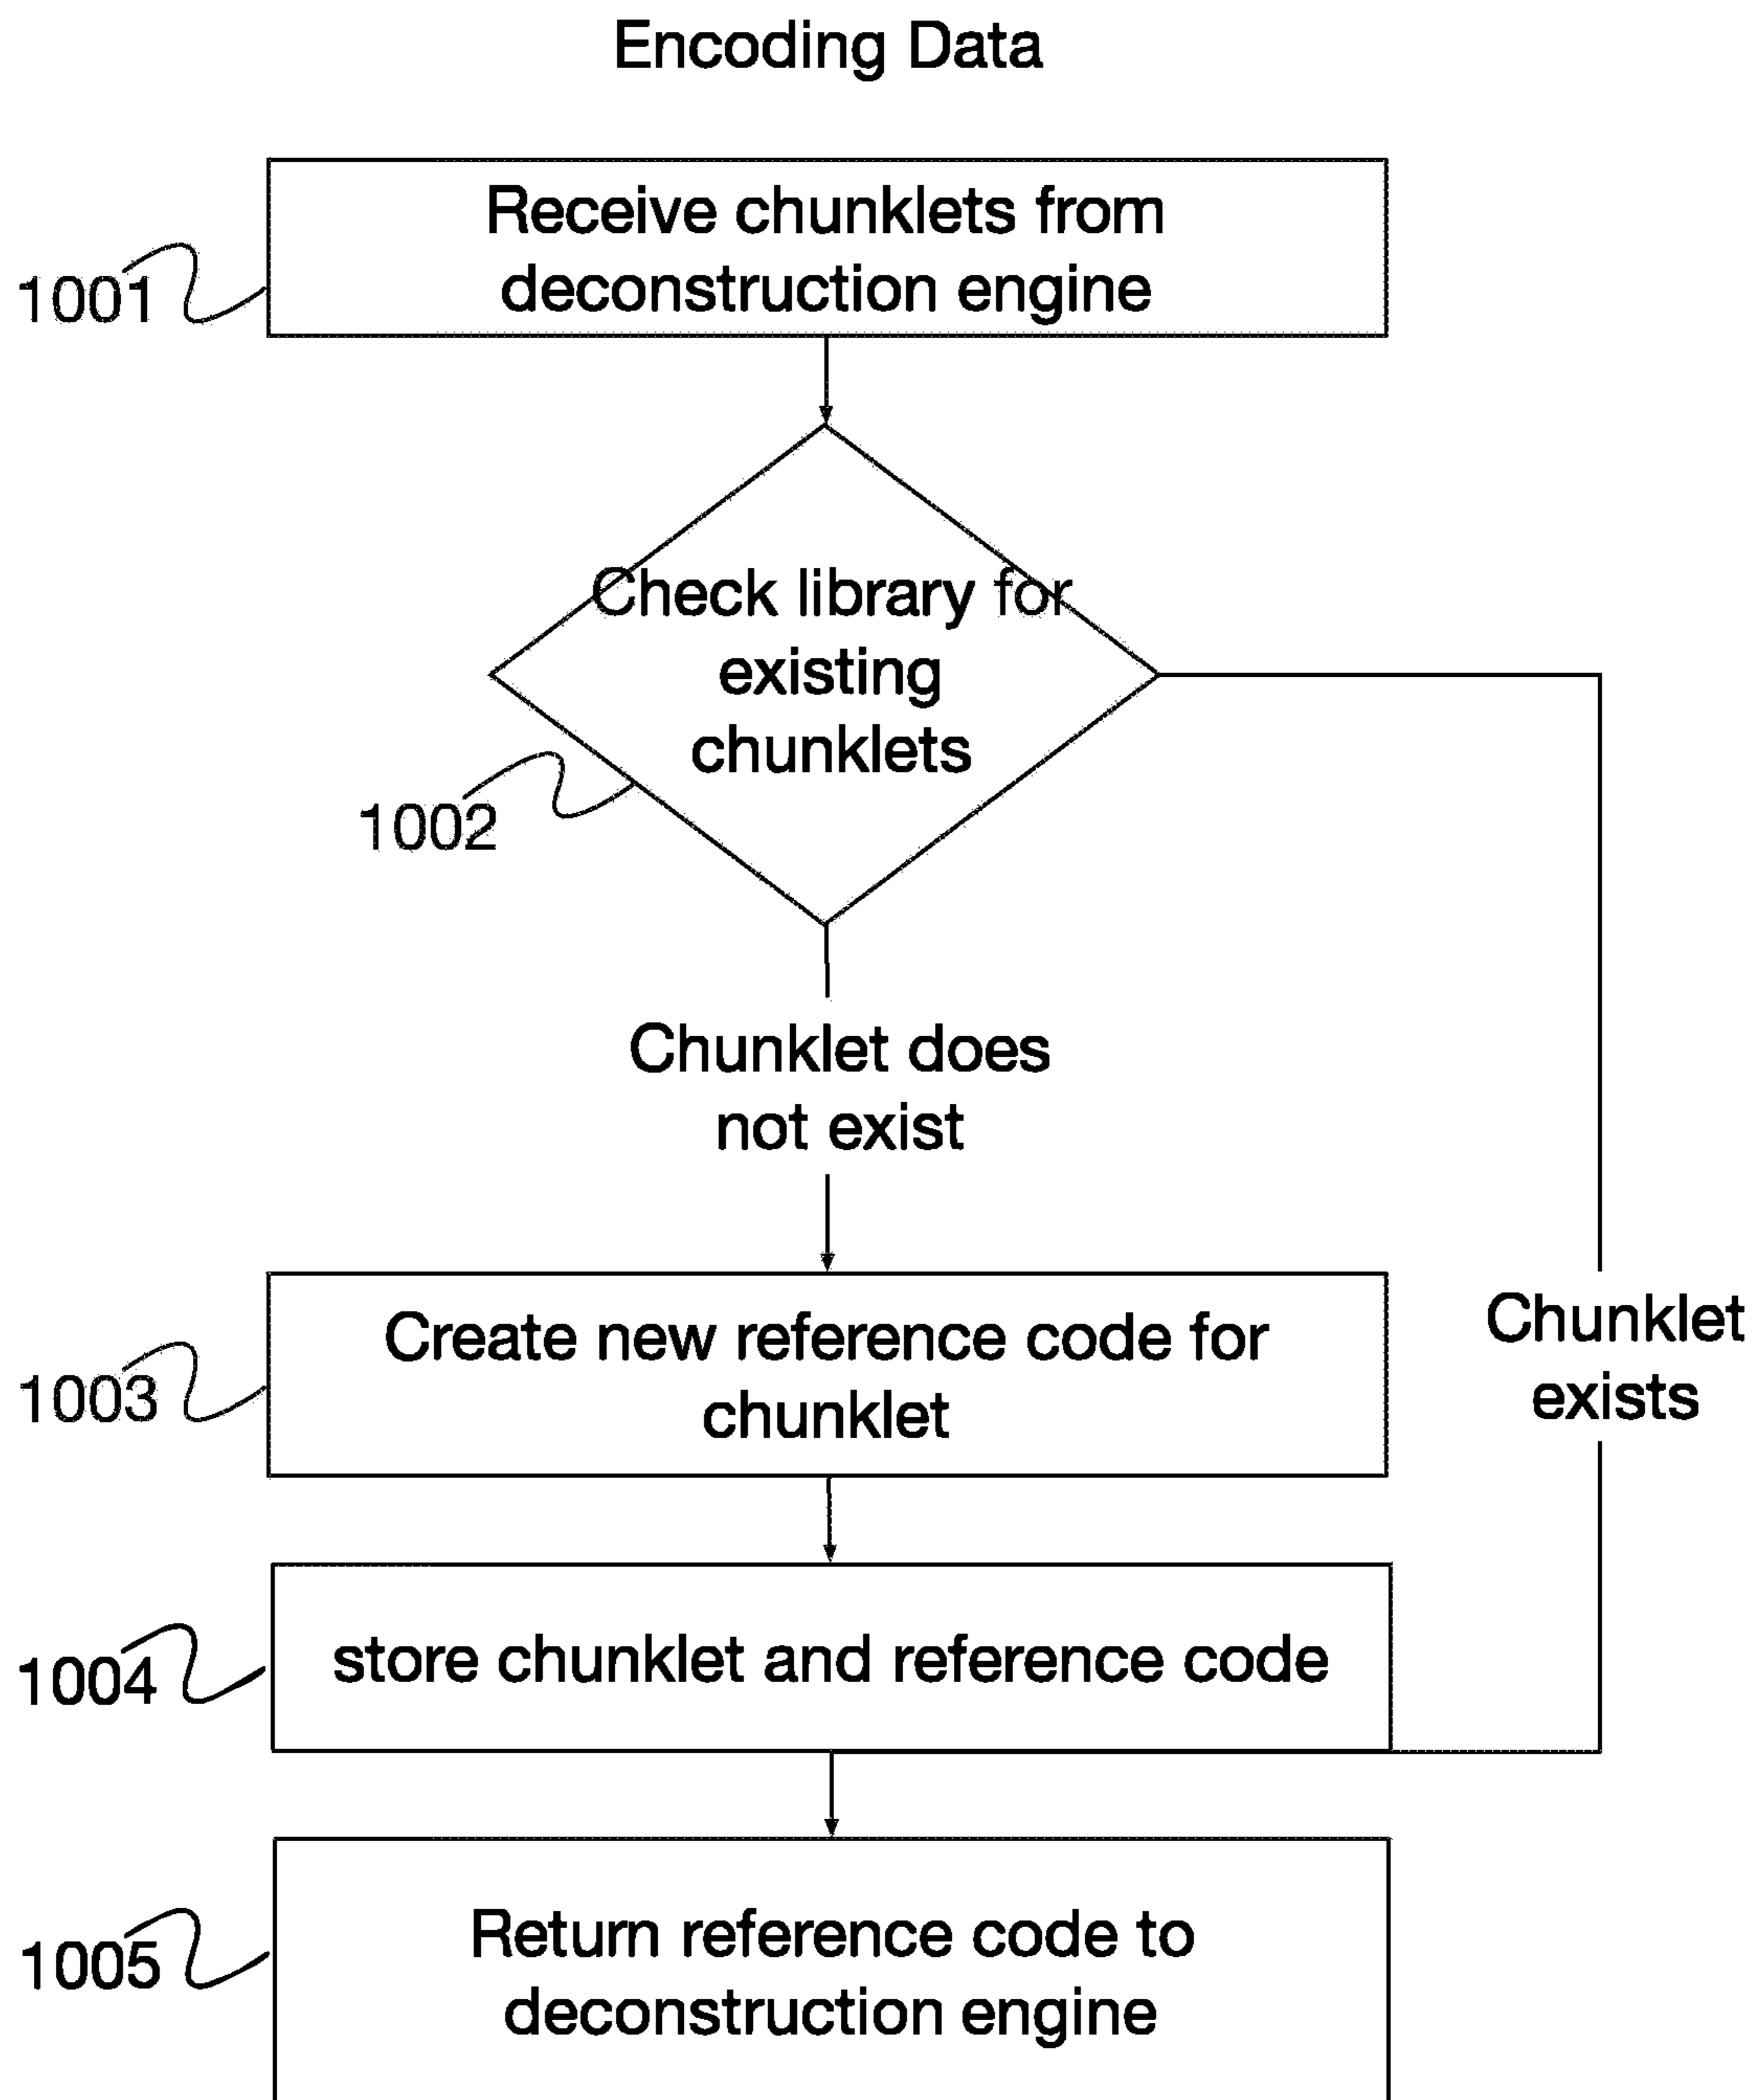 Encoding Data
Receive chunklets from
deconstruction engine
1001
Check library for
existing
chunklets
1002
Chunklet does
not exist
Create new reference code for
chunklet
1003
Chunklet
exists
store chunklet and reference code
1004
Return reference code to
deconstruction engine
1005